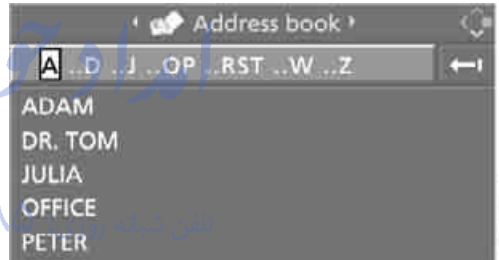 Address book
A ..D ..J ..OP ..RST ..W ..Z
ADAM
DR. TOM
JULIA
OFFICE
PETER